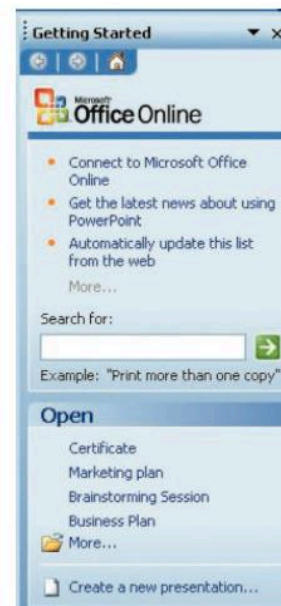 Getting Started
Microsoft
Office Online
Connect to Microsoft Office
Online
Get the latest news about using
PowerPoint
Automatically update this list
from the web
More...
Search for:
Example: "Print more than one copy"
Open
Certificate
Marketing plan
Brainstorming Session
Business Plan
More...
Create a new presentation...